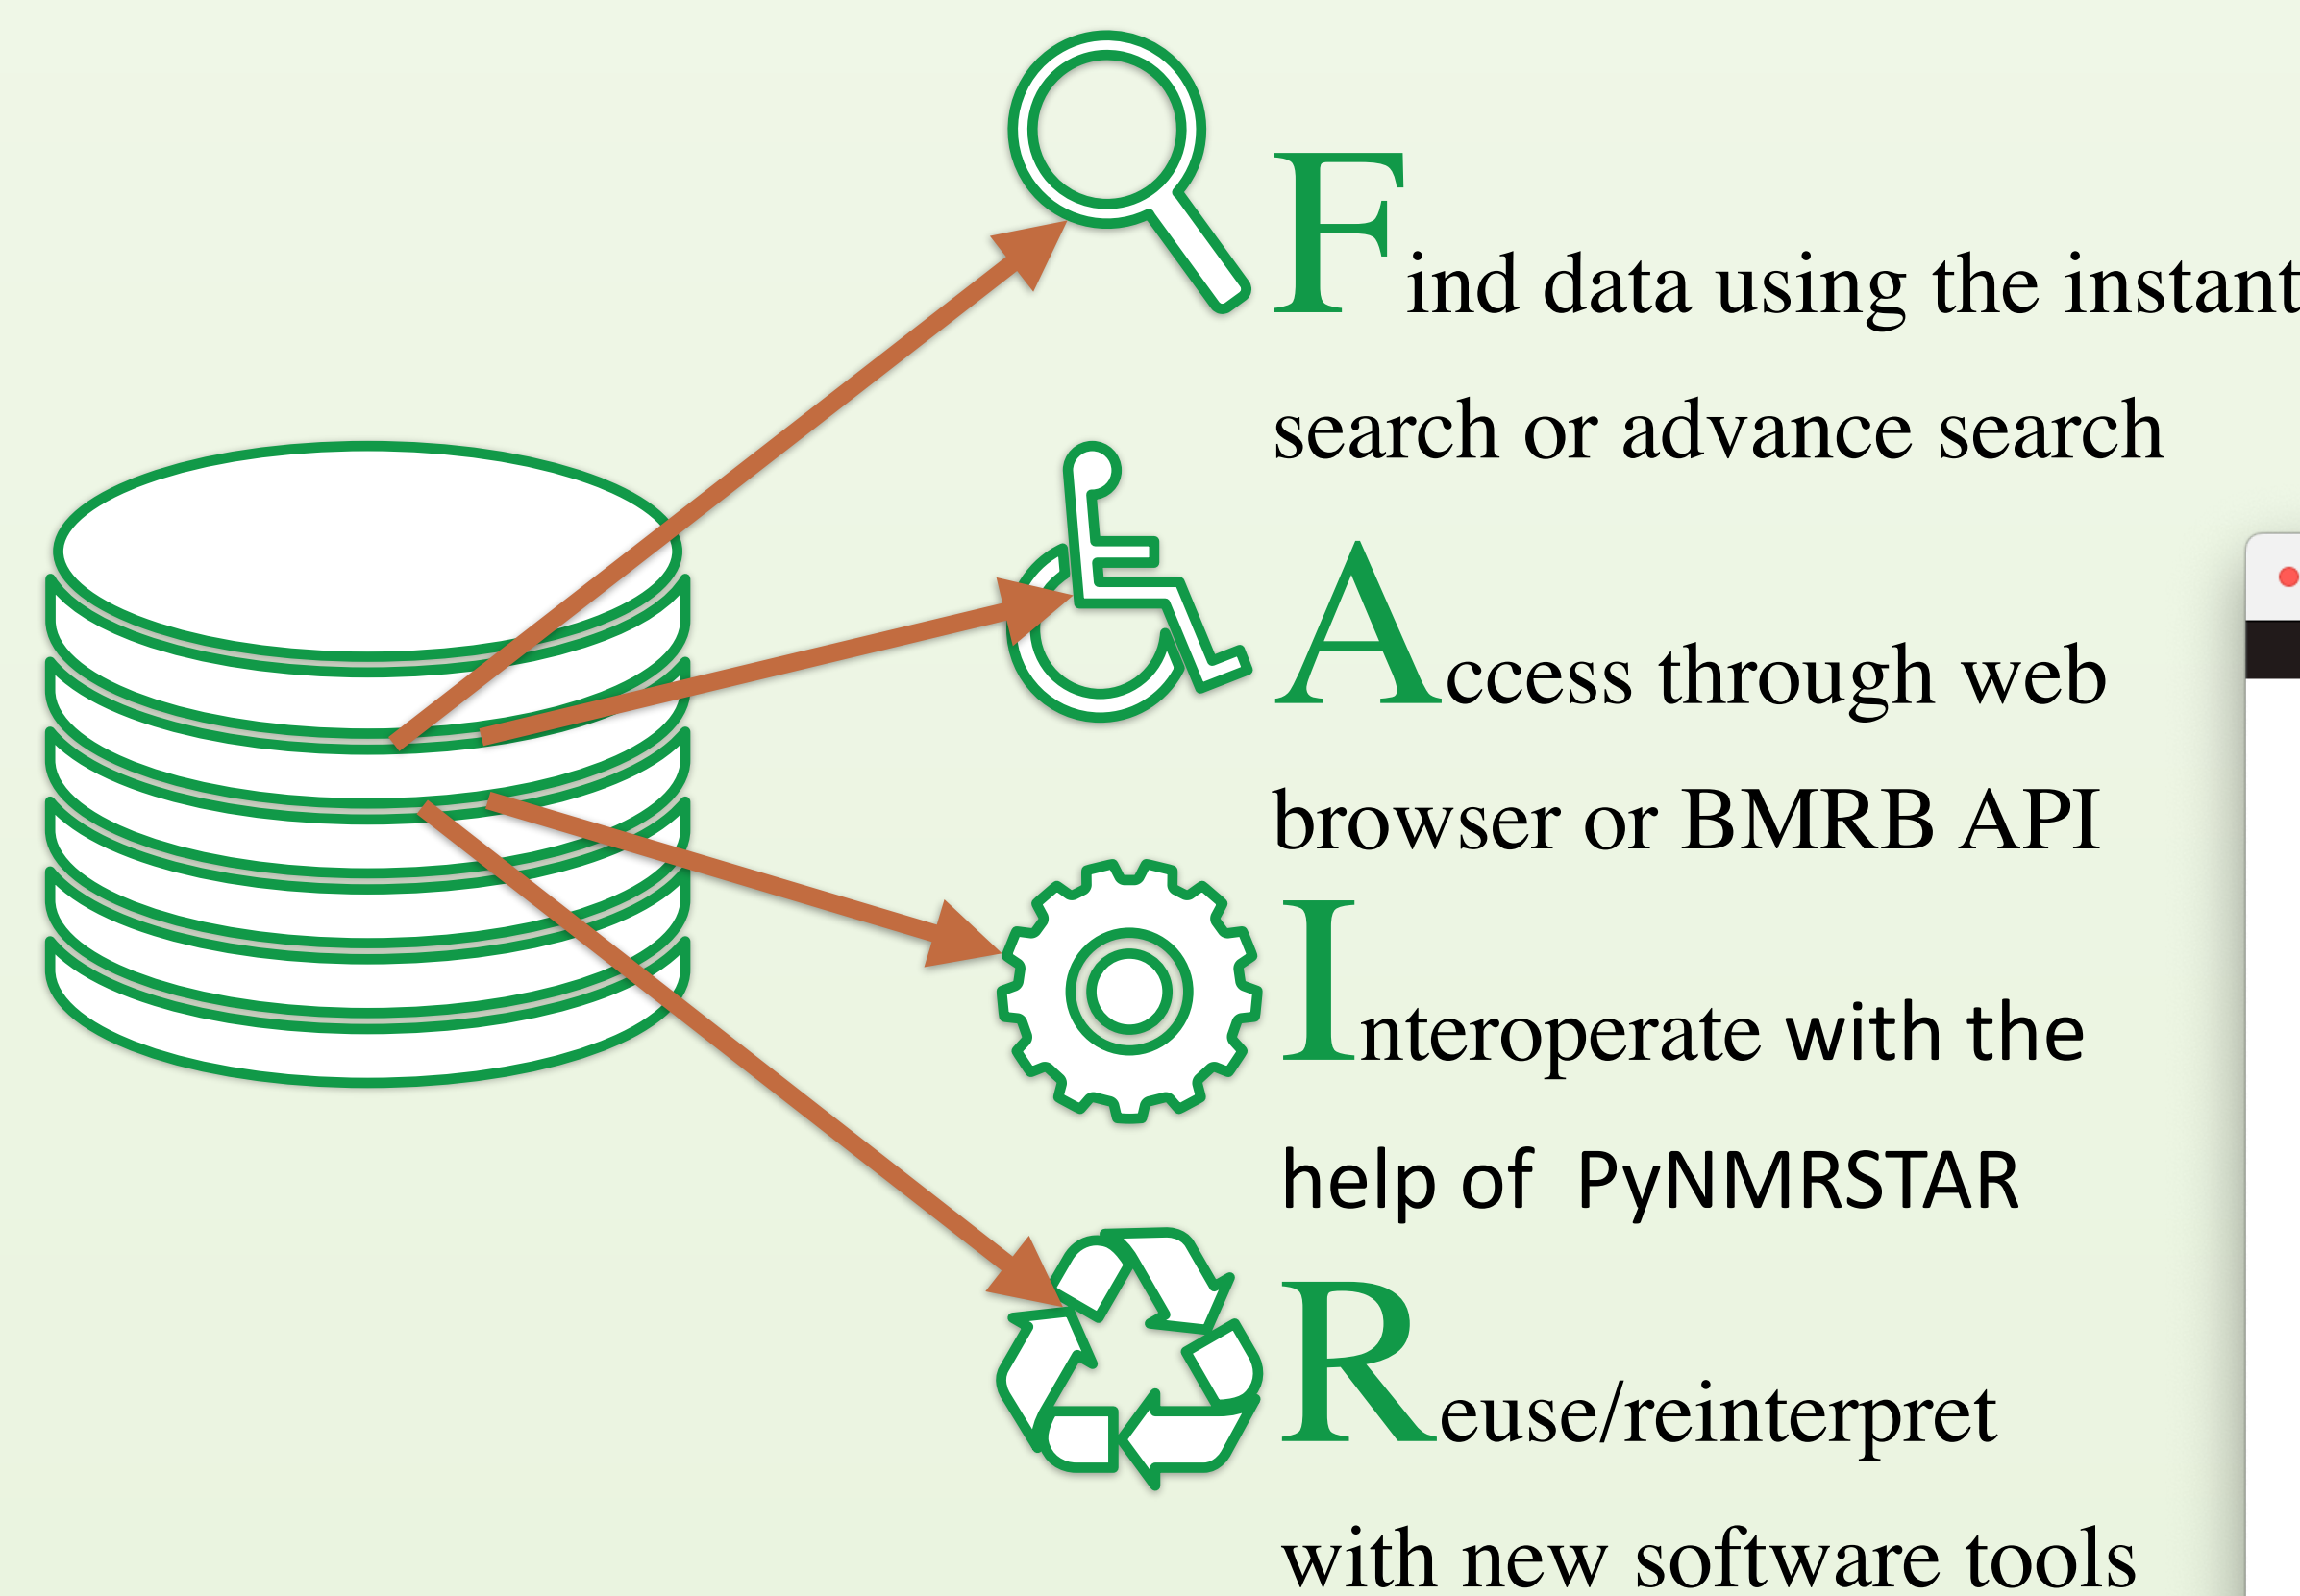 Find data using the instant
search or advance search
Access through web
browser or BMRB API
Interoperate with the
help of PyNMRSTAR
Reuse/reinterpret
with new software tools